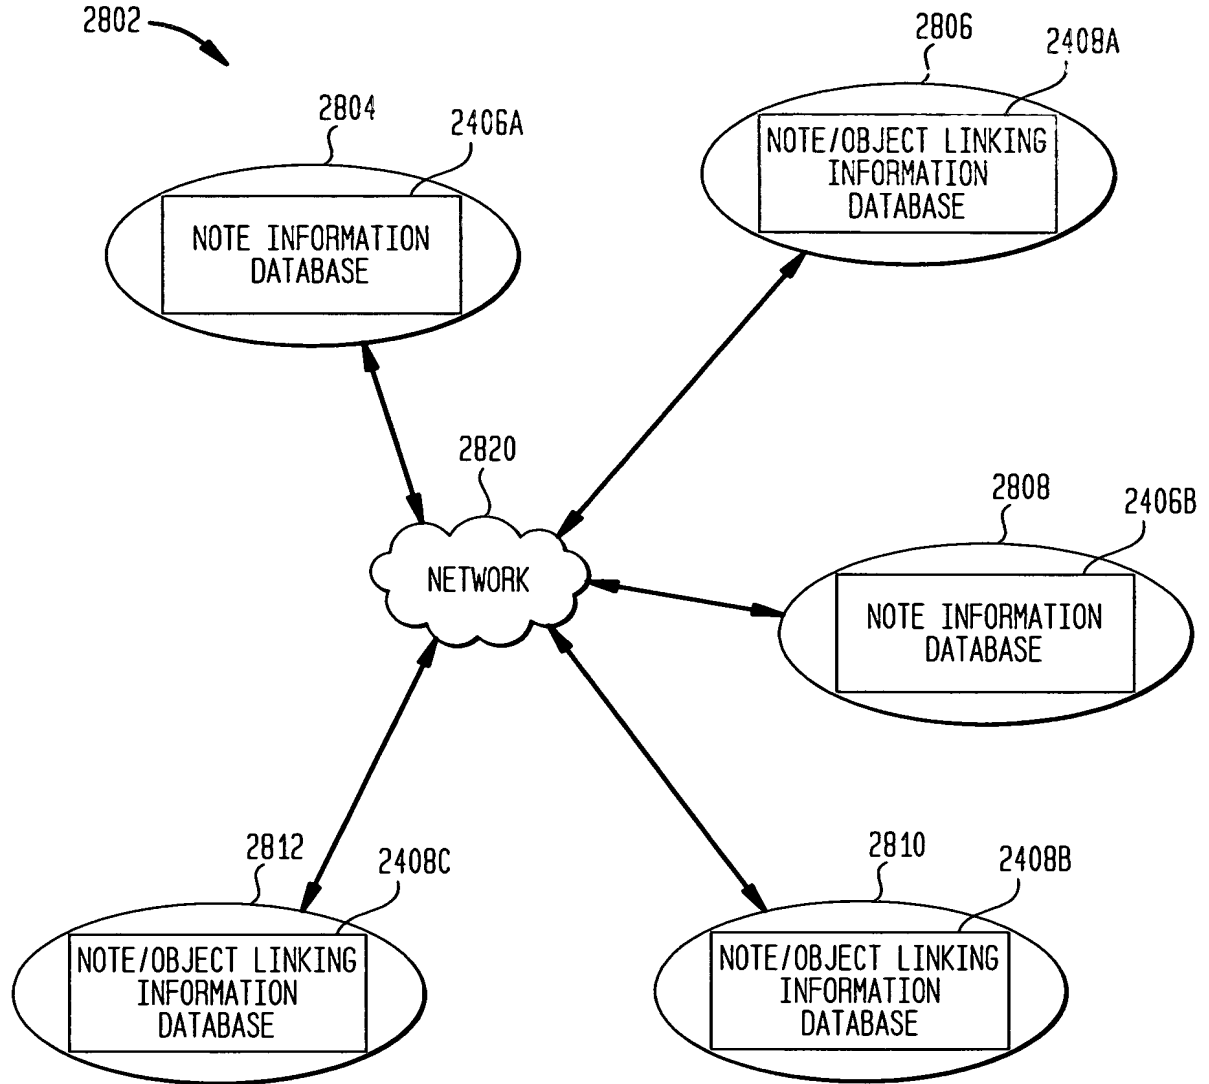 2802
2806
2408A
NOTE/OBJECT LINKING
INFORMATION
DATABASE
2804
2406A
NOTE INFORMATION
DATABASE
2820
NETWORK
2808
2406B
NOTE INFORMATION
DATABASE
2812
2408C
NOTE/OBJECT LINKING
INFORMATION
DATABASE
2810
2408B
NOTE/OBJECT LINKING
INFORMATION
DATABASE